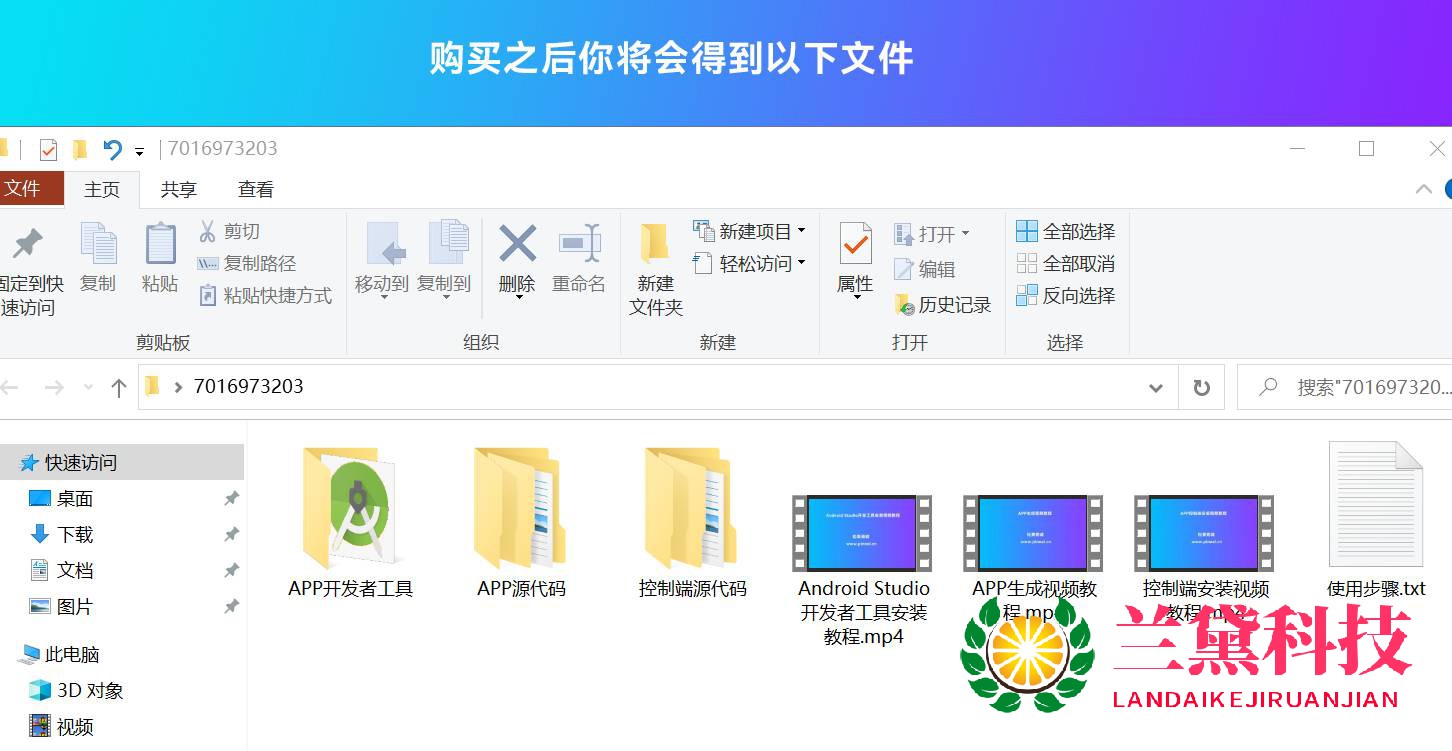 购买之后你将会得到以下文件
7016973203
文件 主页 共享 查看
固定到快
速访问
复制
粘贴
剪切
复制路径
粘贴快捷方式
剪贴板
移动到
复制到
删除
重命名
组织
新建
文件夹
新建项目
轻松访问
新建
属性
打开
编辑
历史记录
打开
全部选择
全部取消
反向选择
选择
7016973203
搜索"701697320...
快速访问
桌面
下载
文档
图片
此电脑
3D 对象
视频
APP开发者工具
APP源代码
控制端源代码
Android Studio
开发者工具安装
教程.mp4
APP生成视频教
程.mp4
控制端安装视频
教程.mp4
使用步骤.txt
兰黛科技
LANDAIKEJIRUANJIAN